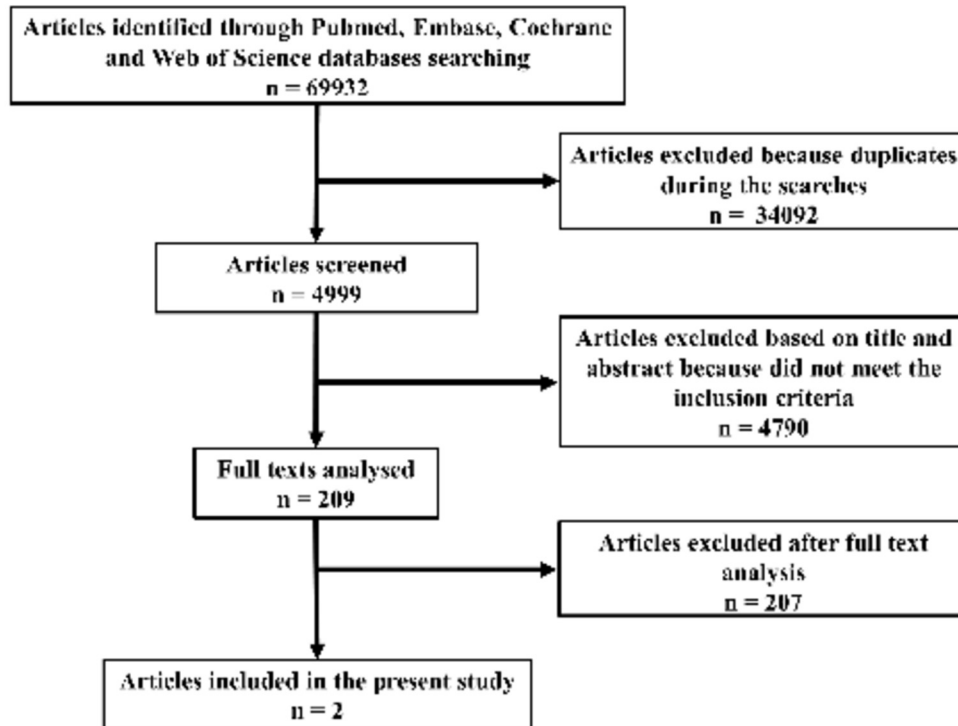 Articles identified through Pubmed, Embase, Cochrane
and Web of Science databases searching
n = 69932
Articles excluded because duplicates
during the searches
n = 34092
Articles screened
n = 4999
Articles excluded based on title and
abstract because did not meet the
inclusion criteria
n = 4790
Full texts analysed
n = 209
Articles excluded after full text
analysis
n = 207
Articles included in the present study
n = 2